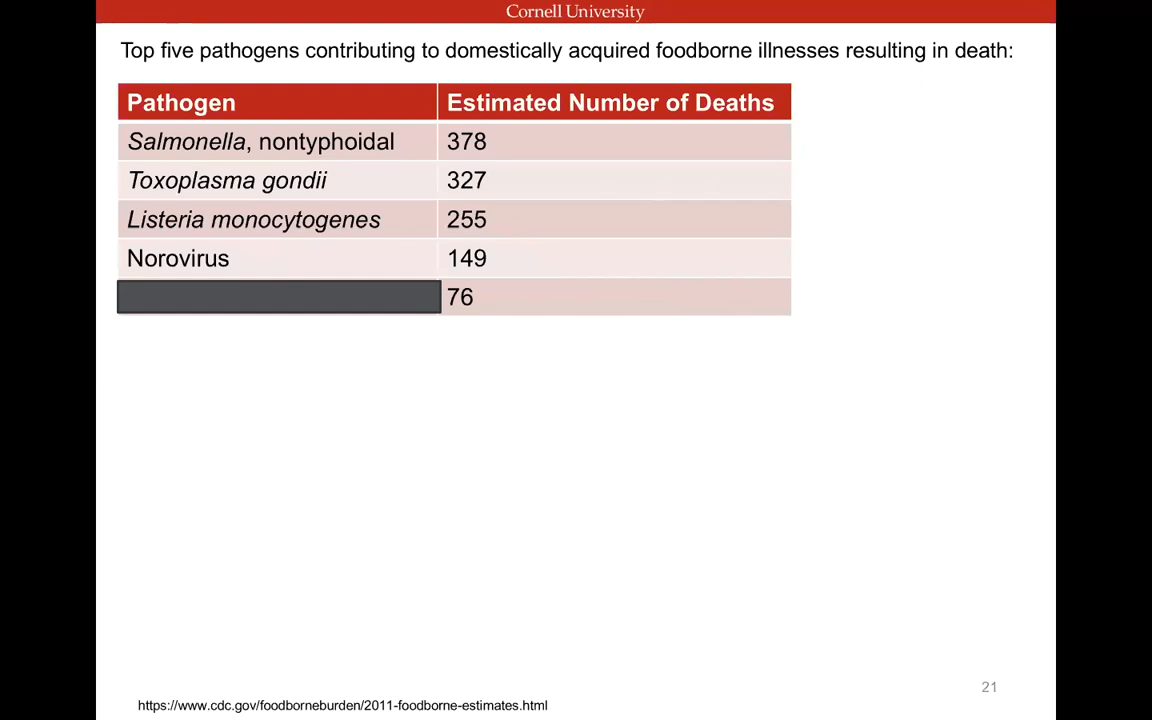 Cornell University
Top five pathogens contributing to domestically acquired foodborne illnesses resulting in death:
Pathogen Estimated Number of Deaths
Salmonella, nontyphoidal 378
Toxoplasma gondii 327
Listeria monocytogenes 255
Norovirus 149
76
21
https://www.cdc.gov/foodborneburden/2011-foodborne-estimates.html